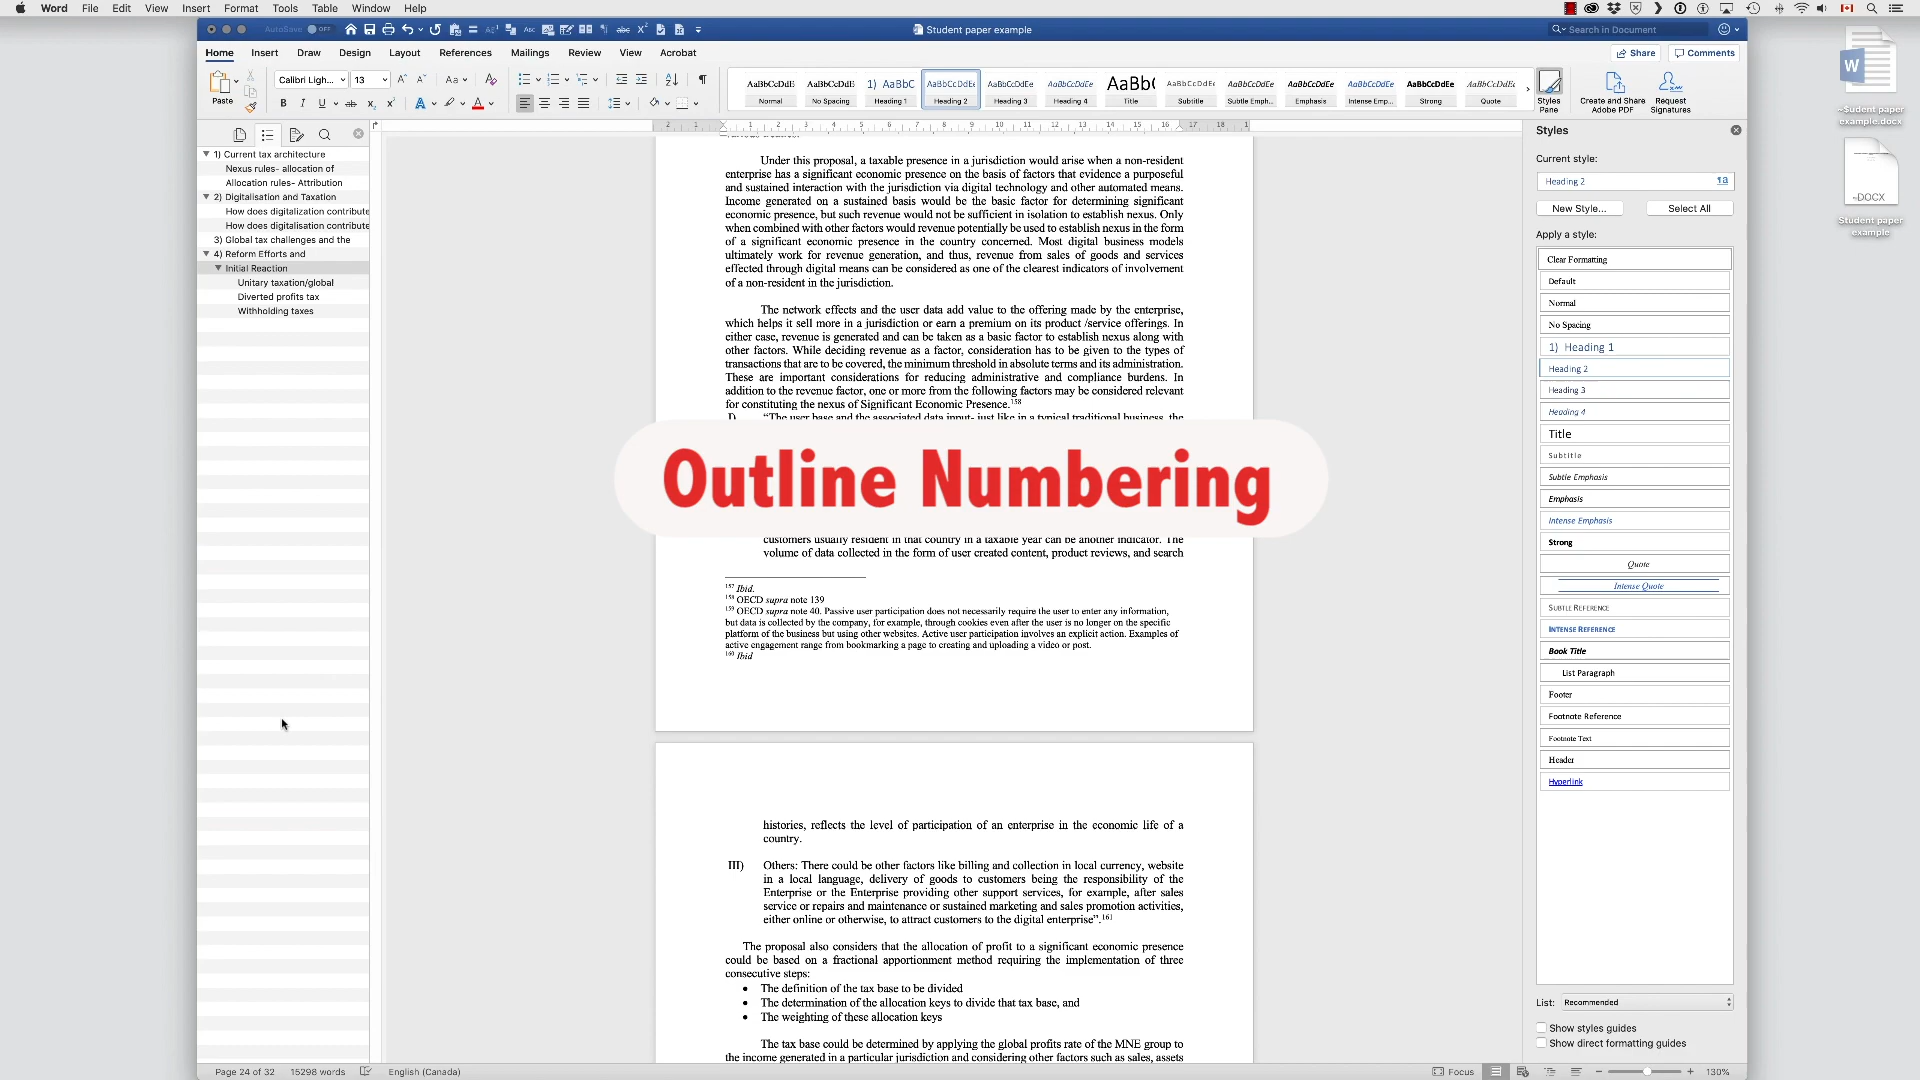 Word File Edit View Insert Format Tools Table Window Help
AutoSave OFF
Student paper example
Search in Document
Home Insert Draw Design Layout References Mailings Review View Acrobat
Share Comments
Paste
Calibri Ligh... 13
AaBbCcDdE AaBbCcDdE 1) AaBbC AaBbCcDdE AaBbCcDdE AaBbCcDdEe AaBb( AaBbCcDdEe AaBbCcDdEe AaBbCcDdEe AaBbCcDdEe AaBbCcDdEe AaBbCcDdEe
Normal No Spacing Heading 1 Heading 2 Heading 3 Heading 4 Title Subtitle Subtle Emph... Emphasis Intense Emp... Strong Quote
Styles Pane
Create and Share Adobe PDF
Request Signatures
1) Current tax architecture
Nexus rules- allocation of
Allocation rules- Attribution
2) Digitalisation and Taxation
How does digitalization contribute
How does digitalisation contribute
3) Global tax challenges and the
4) Reform Efforts and
Initial Reaction
Unitary taxation/global
Diverted profits tax
Withholding taxes
Under this proposal, a taxable presence in a jurisdiction would arise when a non-resident
enterprise has a significant economic presence on the basis of factors that evidence a purposeful
and sustained interaction with the jurisdiction via digital technology and other automated means.
Income generated on a sustained basis would be the basic factor for determining significant
economic presence, but such revenue would not be sufficient in isolation to establish nexus. Only
when combined with other factors would revenue potentially be used to establish nexus in the form
of a significant economic presence in the country concerned. Most digital business models
ultimately work for revenue generation, and thus, revenue from sales of goods and services
effected through digital means can be considered as one of the clearest indicators of involvement
of a non-resident in the jurisdiction.
The network effects and the user data add value to the offering made by the enterprise,
which helps it sell more in a jurisdiction or earn a premium on its product /service offerings. In
either case, revenue is generated and can be taken as a basic factor to establish nexus along with
other factors. While deciding revenue as a factor, consideration has to be given to the types of
transactions that are to be covered, the minimum threshold in absolute terms and its administration.
These are important considerations for reducing administrative and compliance burdens. In
addition to the revenue factor, one or more from the following factors may be considered relevant
for constituting the nexus of Significant Economic Presence.158
I) "The user base and the associated data input- just like in a typical traditional business, the
Outline Numbering
customers usually resident in that country in a taxable year can be another indicator. The
volume of data collected in the form of user created content, product reviews, and search
157 Ibid.
158 OECD supra note 139
159 OECD supra note 40. Passive user participation does not necessarily require the user to enter any information,
but data is collected by the company, for example, through cookies even after the user is no longer on the specific
platform of the business but using other websites. Active user participation involves an explicit action. Examples of
active engagement range from bookmarking a page to creating and uploading a video or post.
160 Ibid
histories, reflects the level of participation of an enterprise in the economic life of a
country.
III) Others: There could be other factors like billing and collection in local currency, website
in a local language, delivery of goods to customers being the responsibility of the
Enterprise or the Enterprise providing other support services, for example, after sales
service or repairs and maintenance or sustained marketing and sales promotion activities,
either online or otherwise, to attract customers to the digital enterprise”.161
The proposal also considers that the allocation of profit to a significant economic presence
could be based on a fractional apportionment method requiring the implementation of three
consecutive steps:
• The definition of the tax base to be divided
• The determination of the allocation keys to divide that tax base, and
• The weighting of these allocation keys
The tax base could be determined by applying the global profits rate of the MNE group to
the income generated in a particular jurisdiction and considering other factors such as sales, assets
Styles
Current style:
Heading 2
New Style... Select All
Apply a style:
Clear Formatting
Default
Normal
No Spacing
1) Heading 1
Heading 2
Heading 3
Heading 4
Title
Subtitle
Subtle Emphasis
Emphasis
Intense Emphasis
Strong
Quote
Intense Quote
SUBTLE REFERENCE
INTENSE REFERENCE
Book Title
List Paragraph
Footer
Footnote Reference
Footnote Text
Header
Hyperlink
List: Recommended
Show styles guides
Show direct formatting guides
~$udent paper
example.docx
DOCX
Student paper
example
Page 24 of 32 15298 words English (Canada) Focus 130%